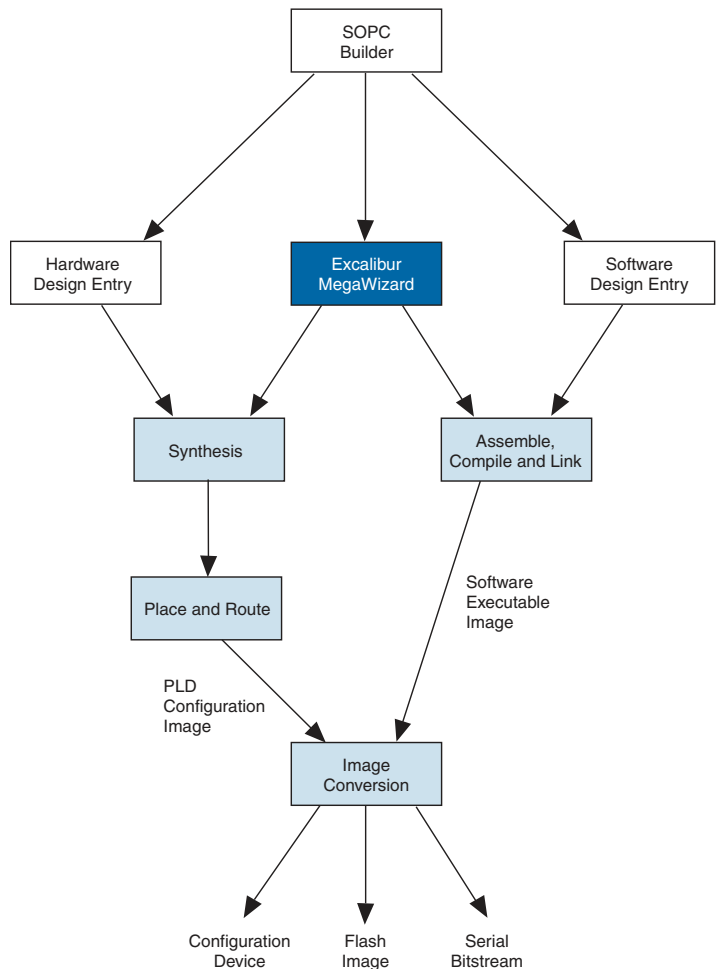 SOPC
Builder
Hardware
Design Entry
Excalibur
MegaWizard
Software
Design Entry
Synthesis
Assemble,
Compile and Link
Place and Route
Software
Executable
Image
PLD
Configuration
Image
Image
Conversion
Configuration
Device
Flash
Image
Serial
Bitstream